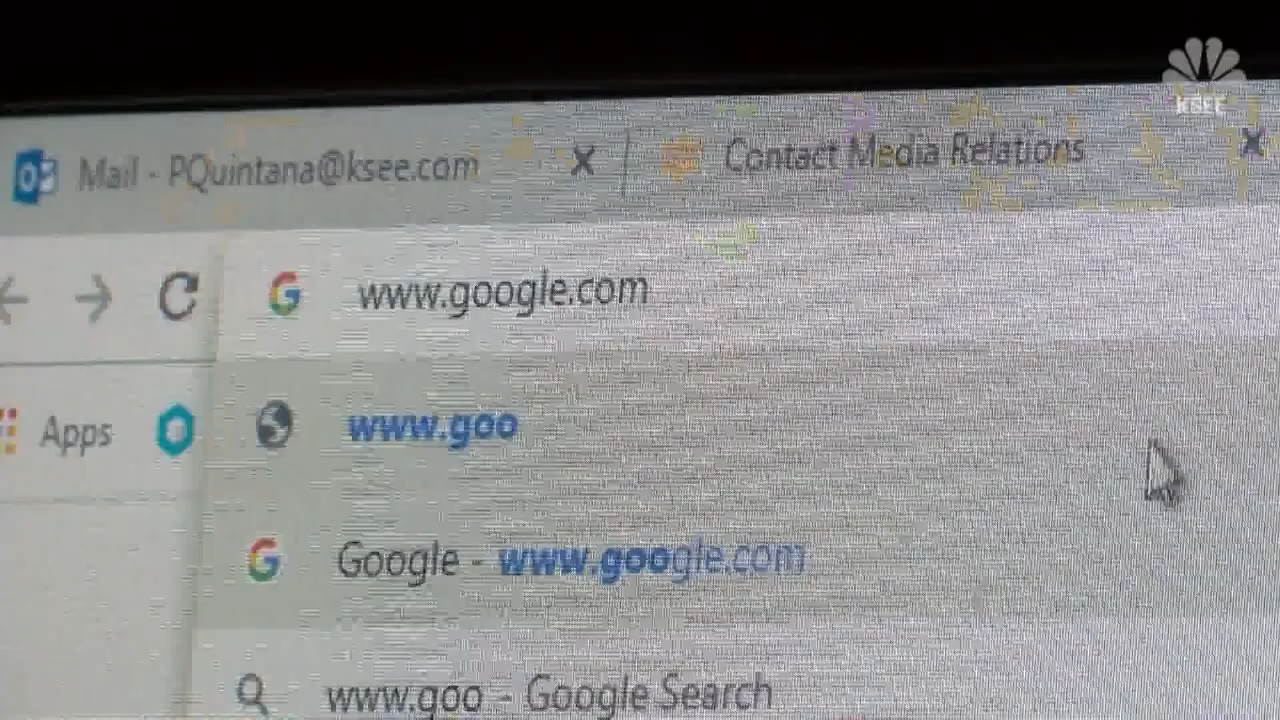 KSEE
Mail - PQuintana@ksee.com
Contact Media Relations
www.google.com
Apps
www.goo
Google - www.google.com
www.goo - Google Search